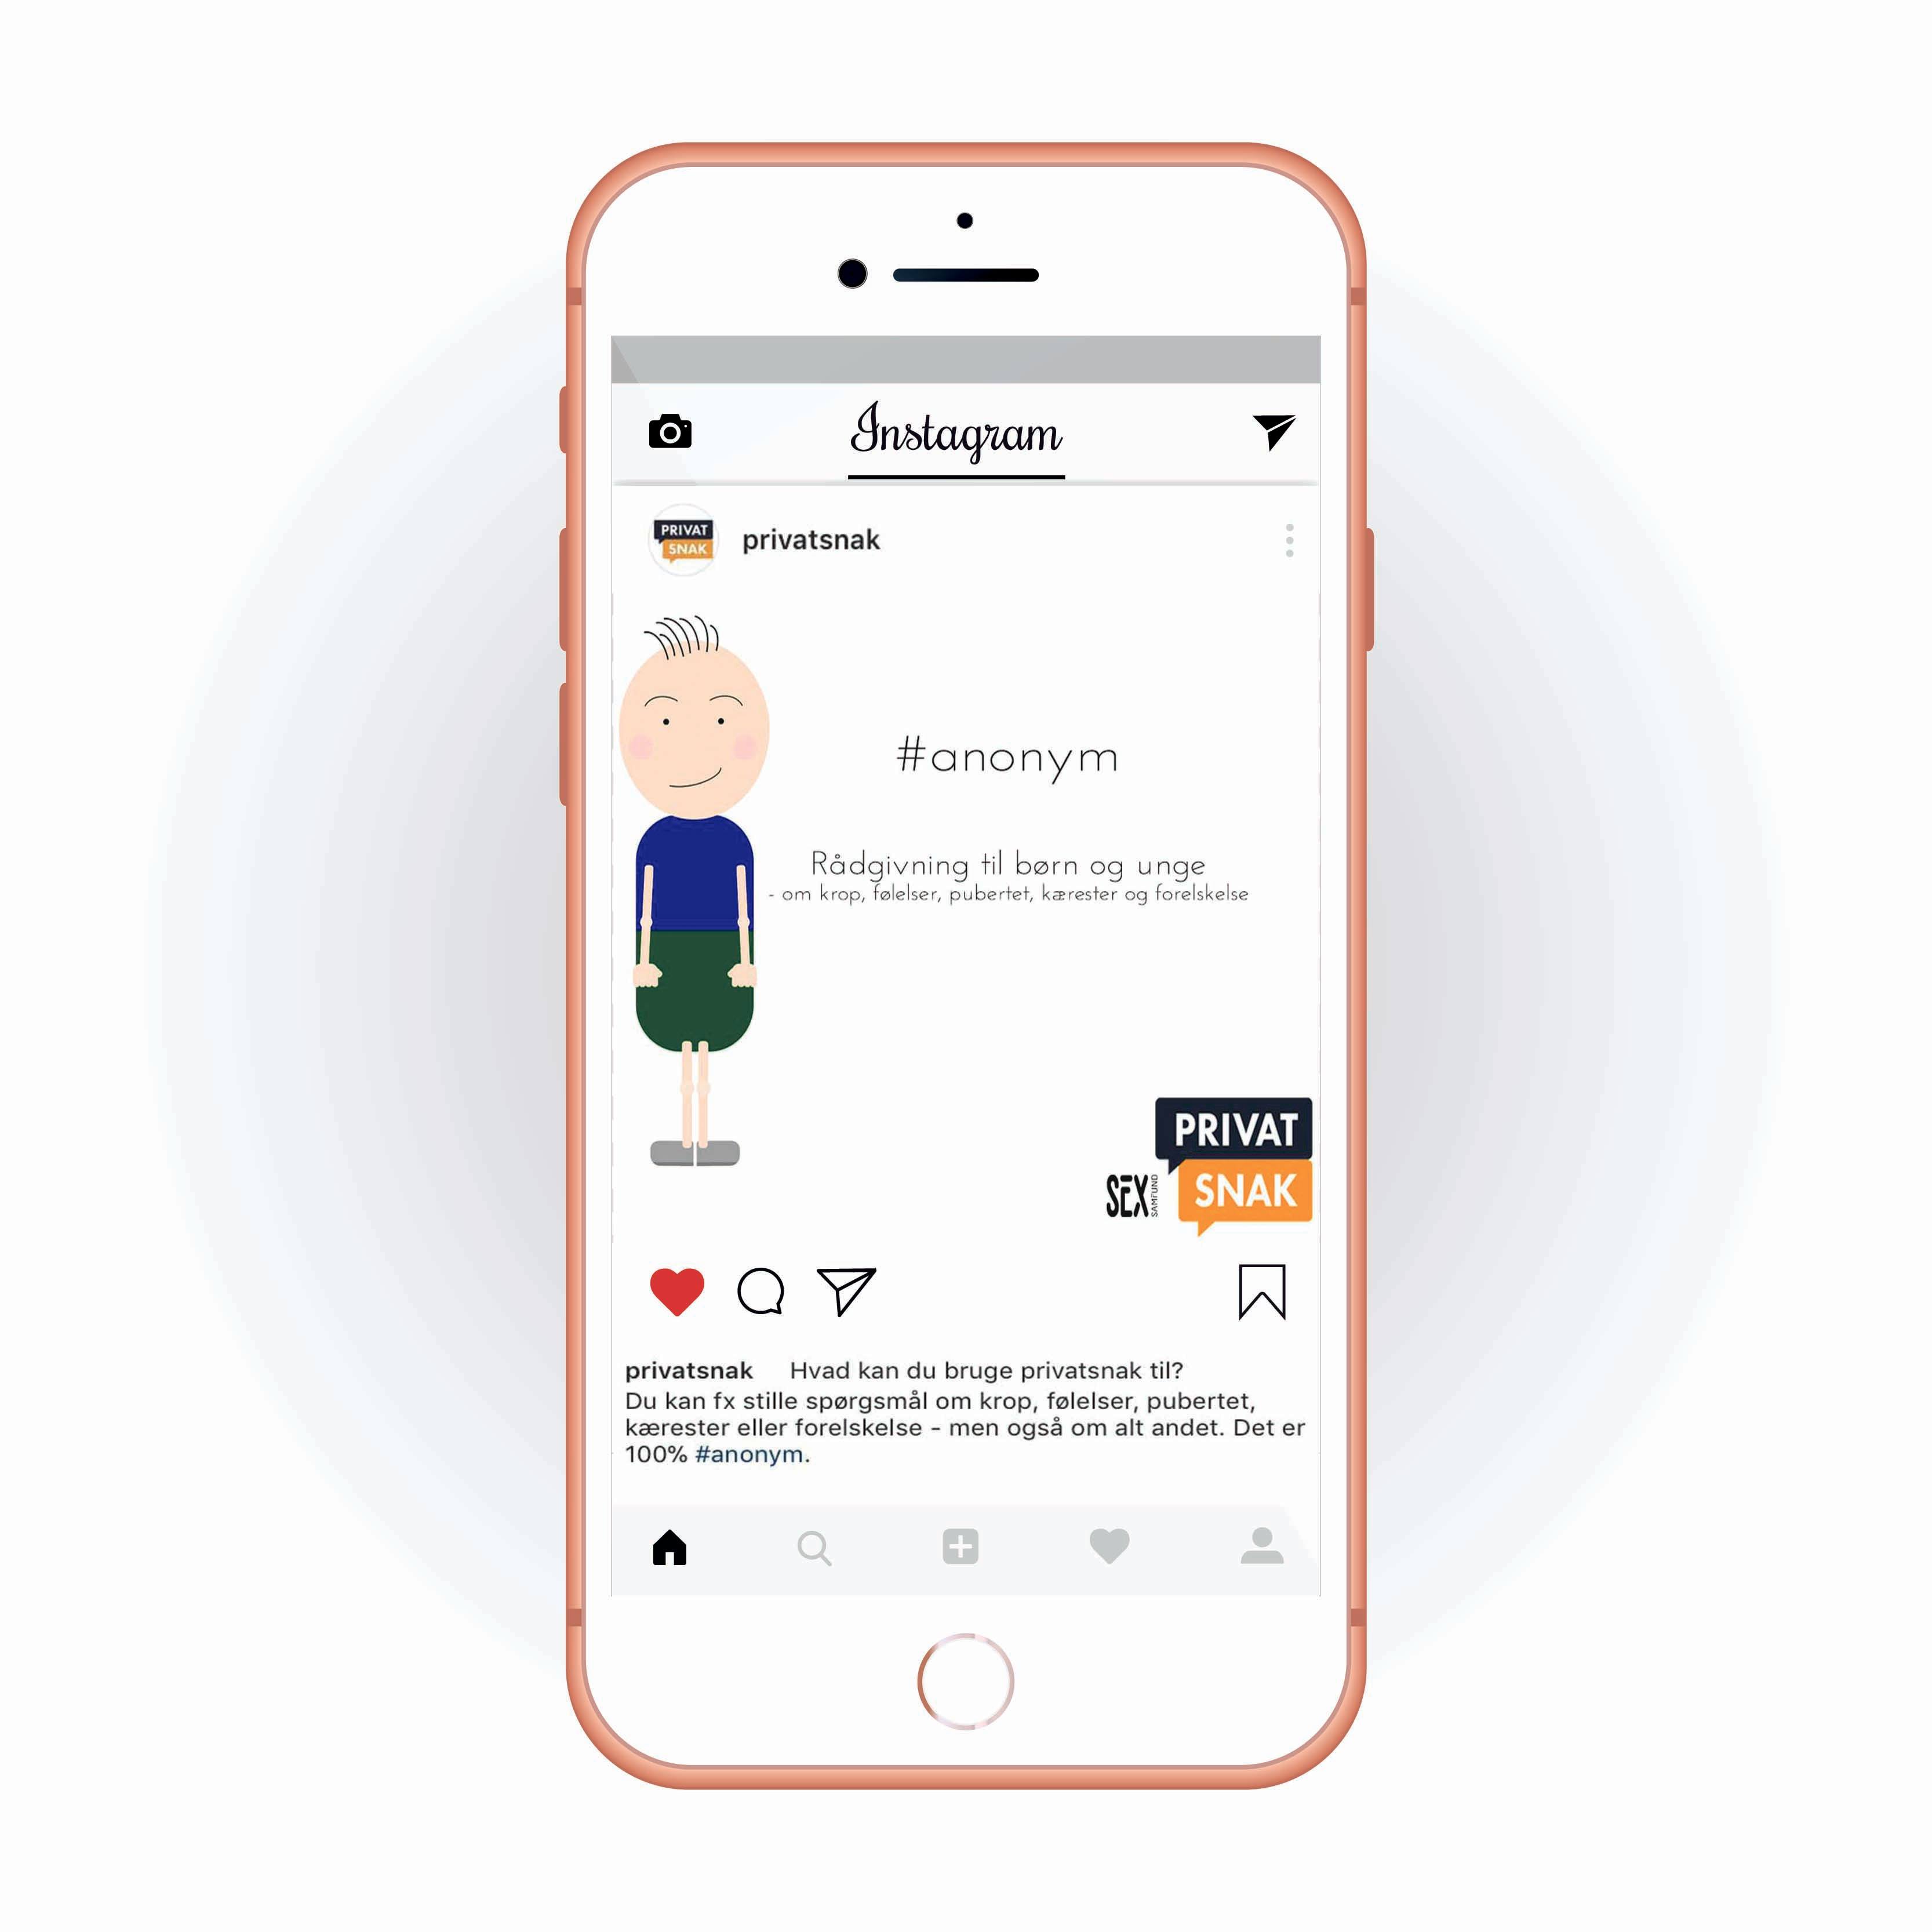 Instagram
PRIVAT
SNAK
privatsnak
#anonym
Rådgivning til børn og unge
- om krop, følelser, pubertet, kærester og forelskelse
PRIVAT
SEX SAMFUND
SNAK
privatsnak Hvad kan du bruge privatsnak til?
Du kan fx stille spørgsmål om krop, følelser, pubertet,
kærester eller forelskelse - men også om alt andet. Det er
100% #anonym.